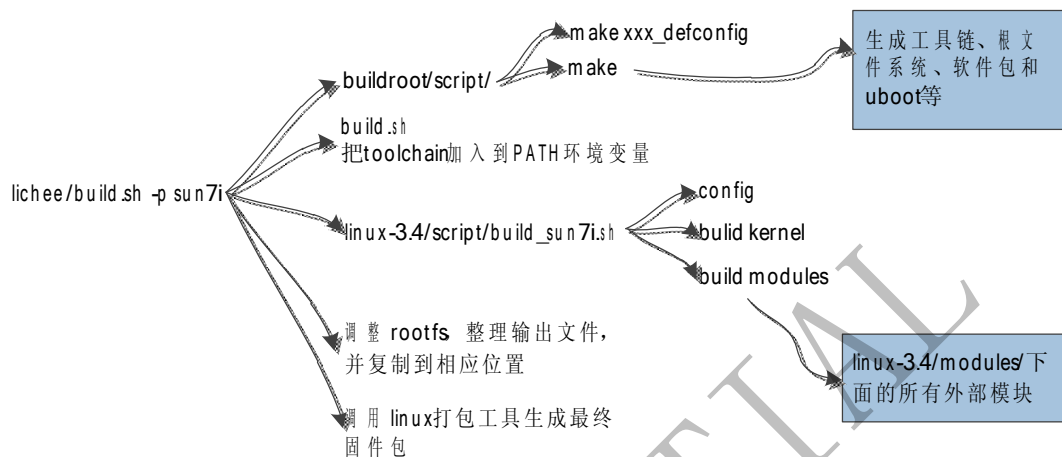 make xxx_defconfig
make
buildroot/script/
生成工具链、根文
件系统、软件包和
uboot等
build.sh
把toolchain加入到PATH环境变量
lichee/build.sh -p sun7i
linux-3.4/script/build_sun7i.sh
config
bulid kernel
build modules
调整 rootfs, 整理输出文件，
并复制到相应位置
linux-3.4/modules/下
面的所有外部模块
调用 linux打包工具生成最终
固件包
TIAL